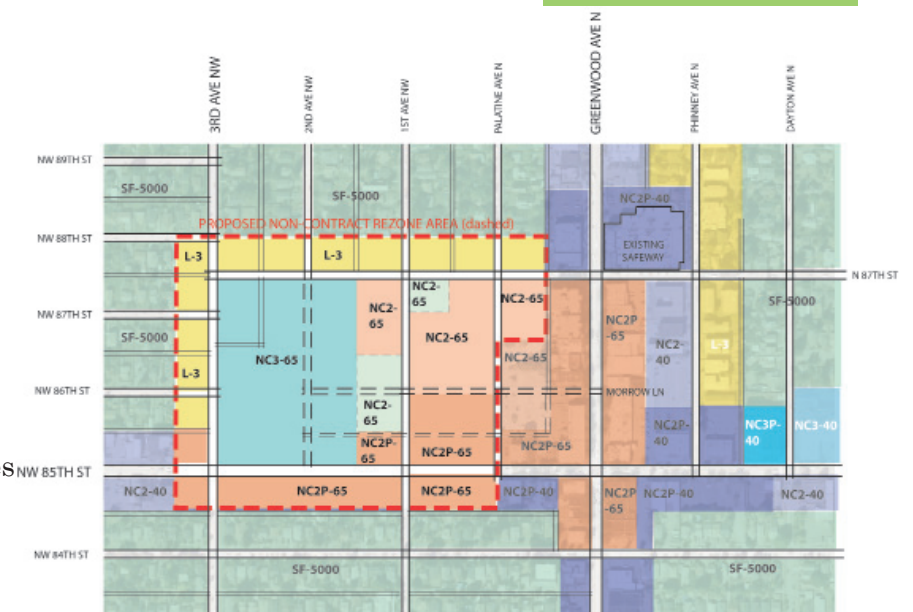 3RD AVE NW
2ND AVE NW
1ST AVE NW
PALATINE AVE N
GREENWOOD AVE N
PHINNEY AVE N
DAYTON AVE N
NW 89TH ST
SF-5000
SF-5000
NC2P-40
PROPOSED NON-CONTRACT REZONE AREA (dashed)
NW 88TH ST
L-3
L-3
EXISTING
SAFEWAY
N 87TH ST
NC2-
65
NC2-65
SF-5000
NC2-
65
NW 87TH ST
NC2P
-65
SF-5000
NC2-65
L-3
NC2-
40
NC3-65
NC2-65
L-3
NW 86TH ST
MORROW LN
NC2-
65
NC2P-
40
NC3P-
40
NC3-40
NC2P-
65
NC2P-65
NC2P-65
es
NW 85TH ST
NC2-40
NC2P-65
NC2P-65
NC2P-40
NC2P
-65
NC2P-40
NC2-40
NW 84TH ST
SF-5000
SF-5000